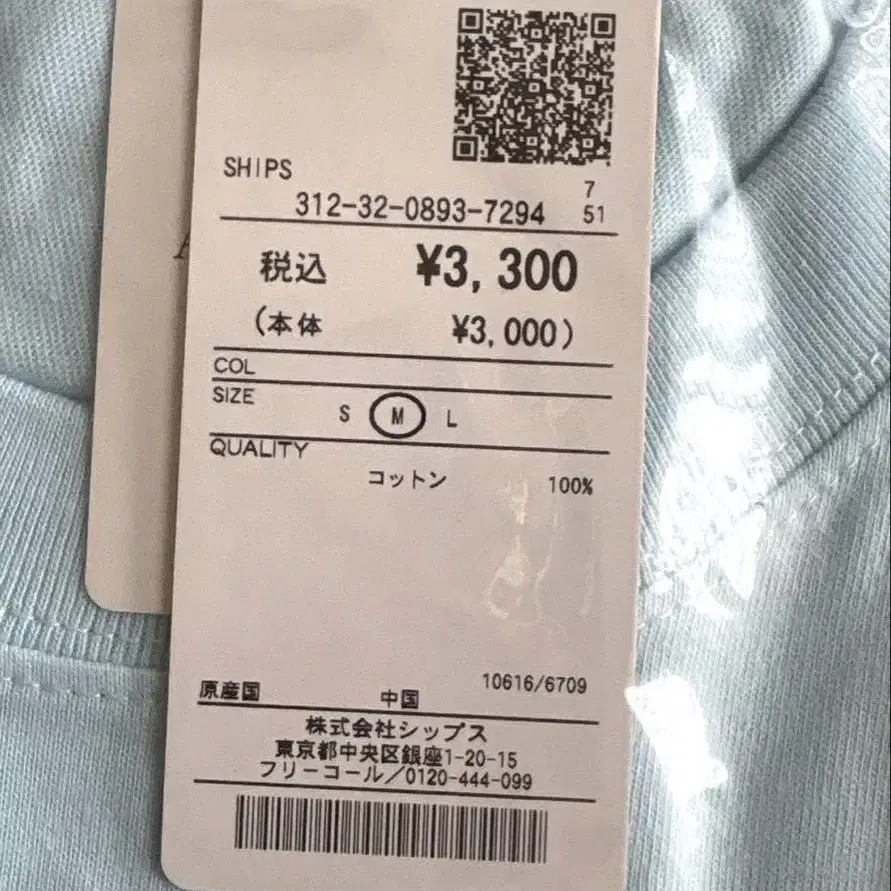 SHIPS
7
312-32-0893-7294 51
税込 ¥3,300
(本体 ¥3,000)
COL
SIZE
S M L
QUALITY
コットン 100%
10616/6709
原産国 中国
株式会社シップス
東京都中央区銀座1-20-15
フリーコール/0120-444-099